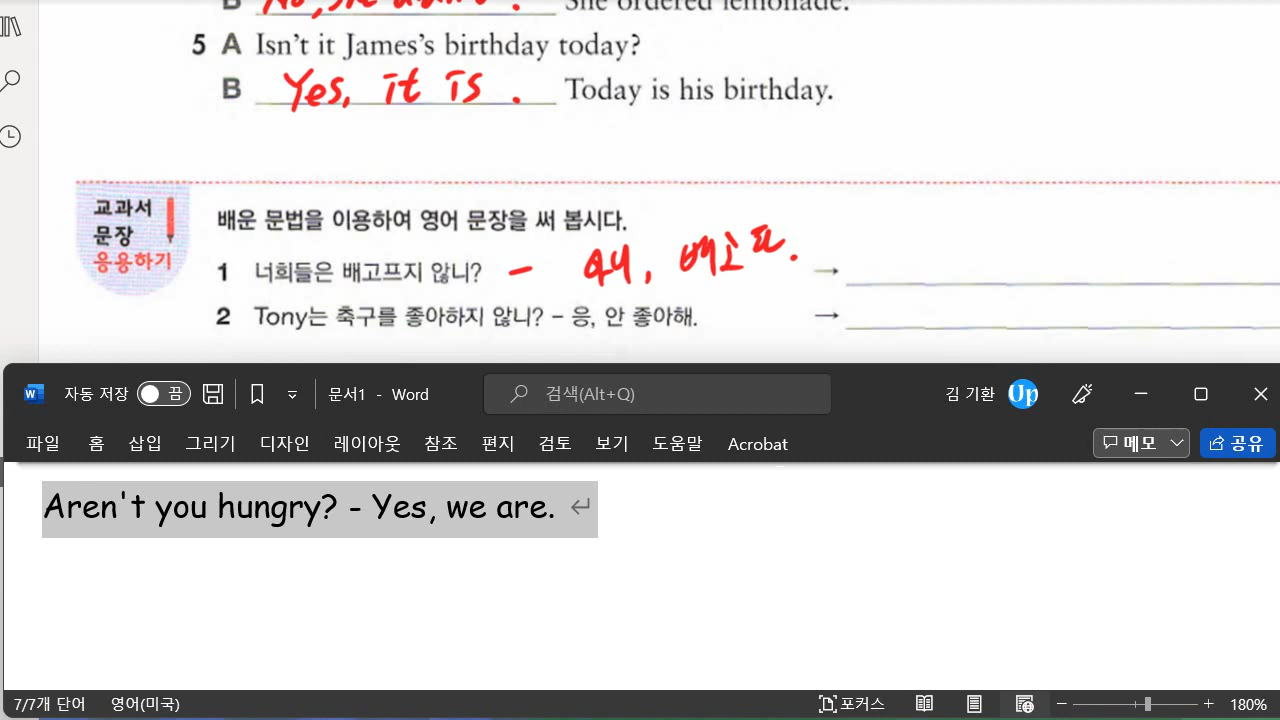 B No, she didn't. She ordered lemonade.
5 A Isn't it James's birthday today?
B Yes, it is. Today is his birthday.
교과서
문장
응용하기
배운 문법을 이용하여 영어 문장을 써 봅시다.
1 너희들은 배고프지 않니? - 아니, 배고파. →
2 Tony는 축구를 좋아하지 않니? – 응, 안 좋아해. →
자동 저장 끔 문서1 - Word 검색(Alt+Q) 김 기환 Up
파일 홈 삽입 그리기 디자인 레이아웃 참조 편지 검토 보기 도움말 Acrobat 메모 공유
Aren't you hungry? - Yes, we are. ↵
7/7개 단어 영어(미국) 포커스 180%